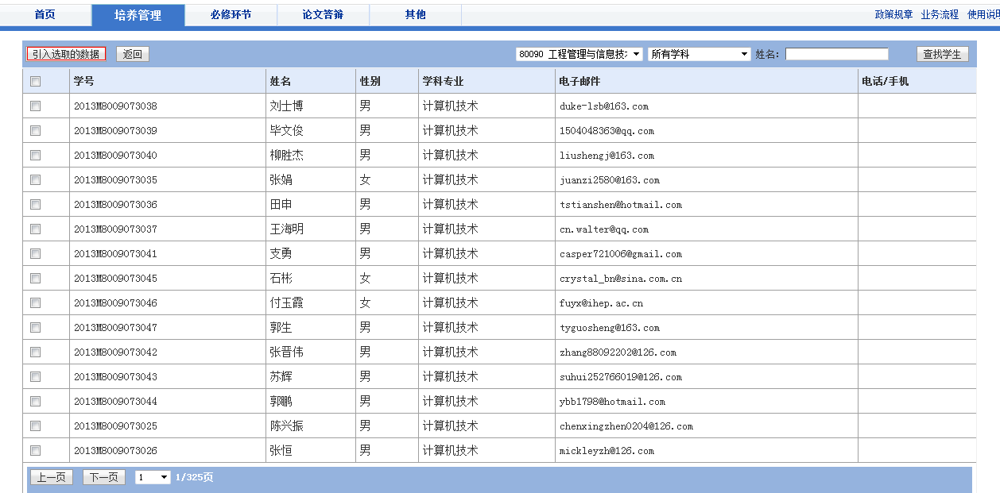 首页 培养管理 必修环节 论文答辩 其他 政策规章 业务流程 使用说明
引入选取的数据 返回 80090 工程管理与信息技 所有学科 姓名: 查找学生
学号 姓名 性别 学科专业 电子邮件 电话/手机
2013M8009073038 刘士博 男 计算机技术 duke-lsb@163.com
2013M8009073039 毕文俊 男 计算机技术 1504048363@qq.com
2013M8009073040 柳胜杰 男 计算机技术 liushengj@163.com
2013M8009073035 张娟 女 计算机技术 juanzi2580@163.com
2013M8009073036 田申 男 计算机技术 tstianshen@hotmail.com
2013M8009073037 王海明 男 计算机技术 cn.walter@qq.com
2013M8009073041 支勇 男 计算机技术 casper721006@gmail.com
2013M8009073045 石彬 女 计算机技术 crystal_bn@sina.com.cn
2013M8009073046 付玉霞 女 计算机技术 fuyx@ihep.ac.cn
2013M8009073047 郭生 男 计算机技术 tyguosheng@163.com
2013M8009073042 张晋伟 男 计算机技术 zhang88092202@126.com
2013M8009073043 苏辉 男 计算机技术 suhui252766019@126.com
2013M8009073044 郭鹏 男 计算机技术 ybb1798@hotmail.com
2013M8009073025 陈兴振 男 计算机技术 chenxingzhen0204@126.com
2013M8009073026 张恒 男 计算机技术 mickleyzh@126.com
上一页 下一页 1 1/325页